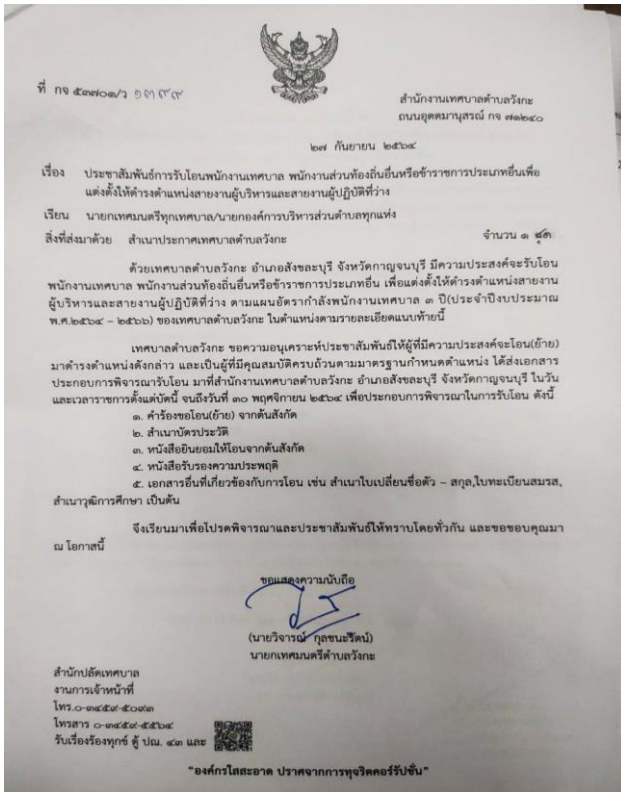 ที่ กจ ๕๓๗๐๓/ว ๑๓๙๙
สำนักงานเทศบาลตำบลวังกะ
ถนนอุตตมานุสรณ์ กจ ๗๑๒๔๐
๒๗ กันยายน ๒๕๖๔
เรื่อง ประชาสัมพันธ์การรับโอนพนักงานเทศบาล พนักงานส่วนท้องถิ่นอื่นหรือข้าราชการประเภทอื่นเพื่อ
แต่งตั้งให้ดำรงตำแหน่งสายงานผู้บริหารและสายงานผู้ปฏิบัติที่ว่าง
เรียน นายกเทศมนตรีทุกเทศบาล/นายกองค์การบริหารส่วนตำบลทุกแห่ง
สิ่งที่ส่งมาด้วย สำเนาประกาศเทศบาลตำบลวังกะ จำนวน ๑
ด้วยเทศบาลตำบลวังกะ อำเภอสังขละบุรี จังหวัดกาญจนบุรี มีความประสงค์จะรับโอน
พนักงานเทศบาล พนักงานส่วนท้องถิ่นอื่นหรือข้าราชการประเภทอื่น เพื่อแต่งตั้งให้ดำรงตำแหน่งสายงาน
ผู้บริหารและสายงานผู้ปฏิบัติที่ว่าง ตามแผนอัตรากำลังพนักงานเทศบาล ๓ ปี(ประจำปีงบประมาณ
พ.ศ.๒๕๖๔ – ๒๕๖๖) ของเทศบาลตำบลวังกะ ในตำแหน่งตามรายละเอียดแนบท้ายนี้
เทศบาลตำบลวังกะ ขอความอนุเคราะห์ประชาสัมพันธ์ให้ผู้ที่มีความประสงค์จะโอน(ย้าย)
มาดำรงตำแหน่งดังกล่าว และเป็นผู้ที่มีคุณสมบัติครบถ้วนตามมาตรฐานกำหนดตำแหน่ง ได้ส่งเอกสาร
ประกอบการพิจารณารับโอน มาที่สำนักงานเทศบาลตำบลวังกะ อำเภอสังขละบุรี จังหวัดกาญจนบุรี ในวัน
และเวลาราชการตั้งแต่บัดนี้ จนถึงวันที่ ๓๐ พฤศจิกายน ๒๕๖๔ เพื่อประกอบการพิจารณาในการรับโอน ดังนี้
๑. คำร้องขอโอน(ย้าย) จากต้นสังกัด
๒. สำเนาบัตรประวัติ
๓. หนังสือยินยอมให้โอนจากต้นสังกัด
๔. หนังสือรับรองความประพฤติ
๕. เอกสารอื่นที่เกี่ยวข้องกับการโอน เช่น สำเนาใบเปลี่ยนชื่อตัว – สกุล,ใบทะเบียนสมรส,
สำเนาวุฒิการศึกษา เป็นต้น
จึงเรียนมาเพื่อโปรดพิจารณาและประชาสัมพันธ์ให้ทราบโดยทั่วกัน และขอขอบคุณมา
ณ โอกาสนี้
ขอแสดงความนับถือ
(นายวิจารณ์ กุลชนะรัตน์)
นายกเทศมนตรีตำบลวังกะ
สำนักปลัดเทศบาล
งานการเจ้าหน้าที่
โทร.๐-๓๔๕๙-๕๐๙๓
โทรสาร ๐-๓๔๕๙-๕๕๖๔
รับเรื่องร้องทุกข์ ตู้ ปณ. ๔๓ และ
"องค์กรใสสะอาด ปราศจากการทุจริตคอร์รัปชั่น"